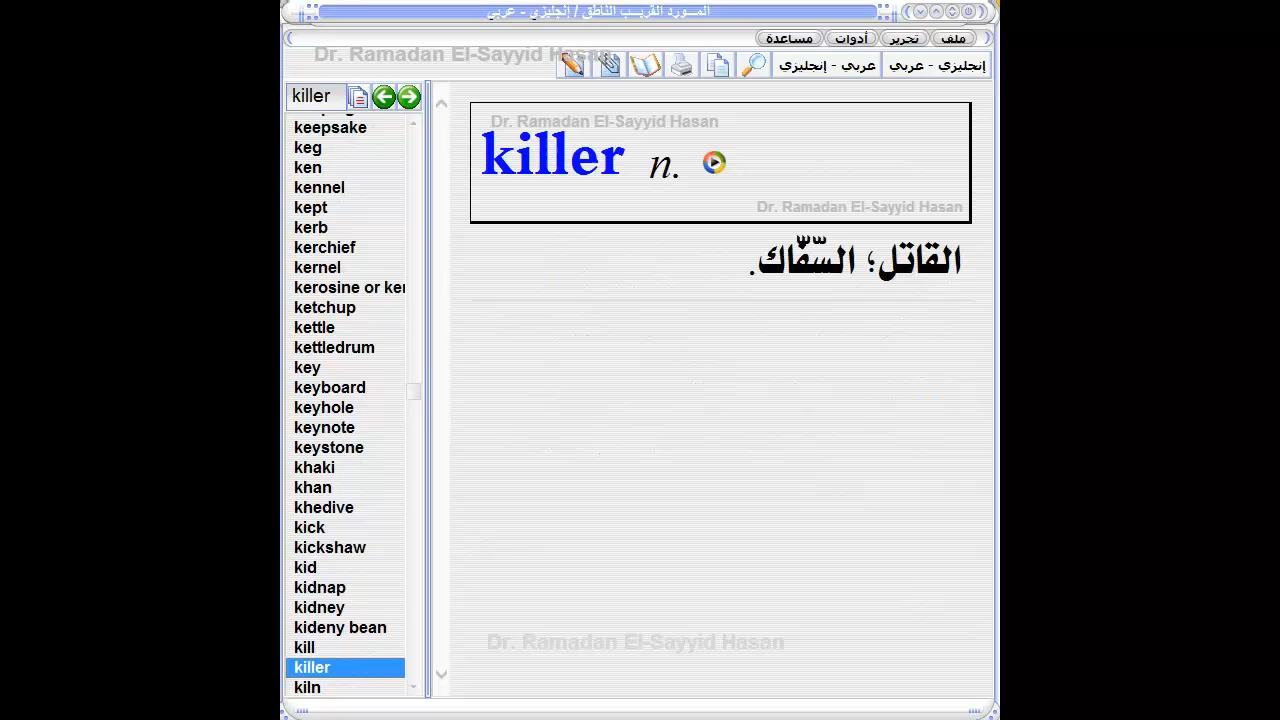 المــورد القريــب الناطق / إنجليزي - عربي
ملف تحرير أدوات مساعدة
Dr. Ramadan El-Sayyid Hasan
إنجليزي - عربي عربي - إنجليزي
killer
keepsake
keg
ken
kennel
kept
kerb
kerchief
kernel
kerosine or ker
ketchup
kettle
kettledrum
key
keyboard
keyhole
keynote
keystone
khaki
khan
khedive
kick
kickshaw
kid
kidnap
kidney
kideny bean
kill
killer
kiln
Dr. Ramadan El-Sayyid Hasan
killer n.
Dr. Ramadan El-Sayyid Hasan
القاتل؛ السّفّاك.
Dr. Ramadan El-Sayyid Hasan